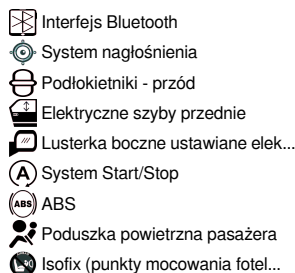 Interfejs Bluetooth
System nagłośnienia
Podłokietniki - przód
Elektryczne szyby przednie
Lusterka boczne ustawiane elek...
A System Start/Stop
ABS ABS
Poduszka powietrzna pasażera
Isofix (punkty mocowania fotel...